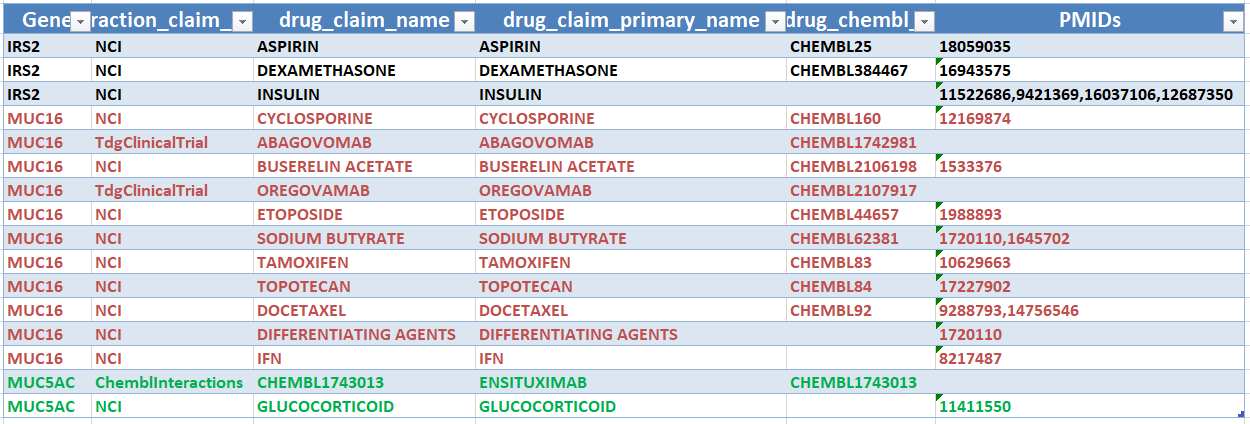 Gene raction_claim_ drug_claim_name drug_claim_primary_name drug_chembl_ PMIDs
IRS2 NCI ASPIRIN ASPIRIN CHEMBL25 18059035
IRS2 NCI DEXAMETHASONE DEXAMETHASONE CHEMBL384467 16943575
IRS2 NCI INSULIN INSULIN 11522686,9421369,16037106,12687350
MUC16 NCI CYCLOSPORINE CYCLOSPORINE CHEMBL160 12169874
MUC16 TdgClinicalTrial ABAGOVOMAB ABAGOVOMAB CHEMBL1742981
MUC16 NCI BUSERELIN ACETATE BUSERELIN ACETATE CHEMBL2106198 1533376
MUC16 TdgClinicalTrial OREGOVAMAB OREGOVAMAB CHEMBL2107917
MUC16 NCI ETOPOSIDE ETOPOSIDE CHEMBL44657 1988893
MUC16 NCI SODIUM BUTYRATE SODIUM BUTYRATE CHEMBL62381 1720110,1645702
MUC16 NCI TAMOXIFEN TAMOXIFEN CHEMBL83 10629663
MUC16 NCI TOPOTECAN TOPOTECAN CHEMBL84 17227902
MUC16 NCI DOCETAXEL DOCETAXEL CHEMBL92 9288793,14756546
MUC16 NCI DIFFERENTIATING AGENTS DIFFERENTIATING AGENTS 1720110
MUC16 NCI IFN IFN 8217487
MUC5AC ChemblInteractions CHEMBL1743013 ENSITUXIMAB CHEMBL1743013
MUC5AC NCI GLUCOCORTICOID GLUCOCORTICOID 11411550